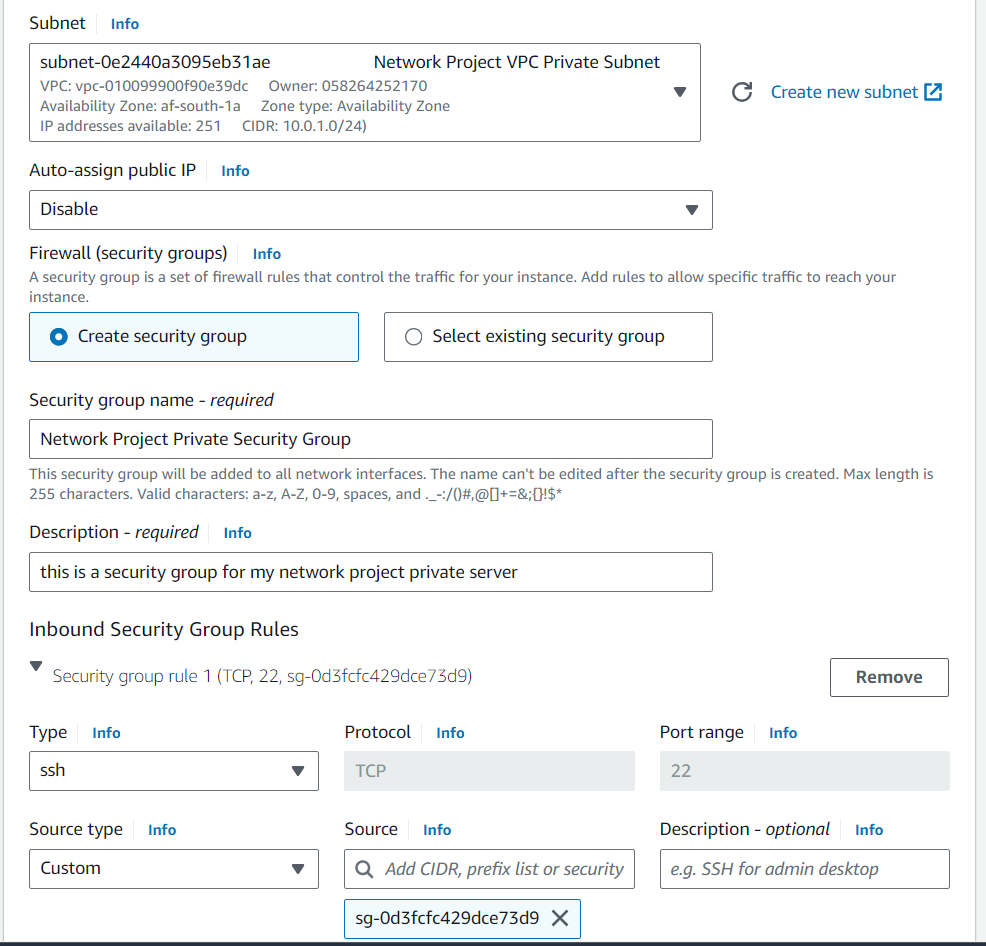 Subnet Info
subnet-0e2440a3095eb31ae Network Project VPC Private Subnet
VPC: vpc-010099900f90e39dc Owner: 058264252170
Availability Zone: af-south-1a Zone type: Availability Zone
IP addresses available: 251 CIDR: 10.0.1.0/24)
Create new subnet
Auto-assign public IP Info
Disable
Firewall (security groups) Info
A security group is a set of firewall rules that control the traffic for your instance. Add rules to allow specific traffic to reach your
instance.
Create security group Select existing security group
Security group name - required
Network Project Private Security Group
This security group will be added to all network interfaces. The name can't be edited after the security group is created. Max length is
255 characters. Valid characters: a-z, A-Z, 0-9, spaces, and ._-:/()#,@[]+=&;{}!$*
Description - required Info
this is a security group for my network project private server
Inbound Security Group Rules
Security group rule 1 (TCP, 22, sg-0d3fcfc429dce73d9) Remove
Type Info Protocol Info Port range Info
ssh TCP 22
Source type Info Source Info Description - optional Info
Custom Add CIDR, prefix list or security e.g. SSH for admin desktop
sg-0d3fcfc429dce73d9